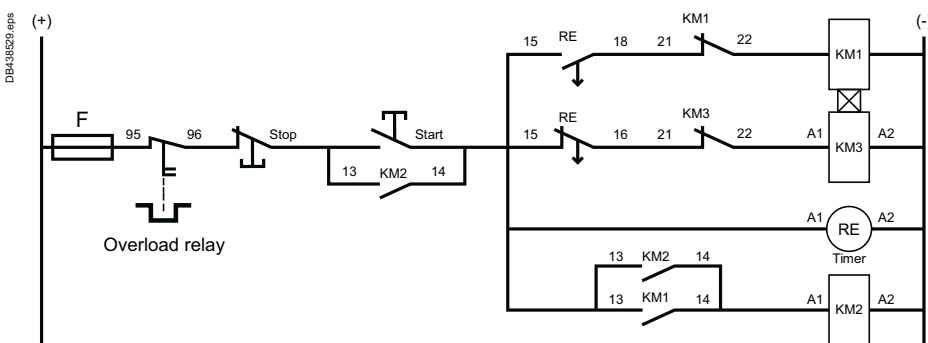 DB438529.eps
(+)
(-)
F
95
96
Stop
Start
13
KM2
14
Overload relay
15
RE
18
21
KM1
22
KM1
15
RE
16
21
KM3
22
A1
KM3
A2
A1
RE
A2
Timer
13
KM2
14
13
KM1
14
A1
KM2
A2